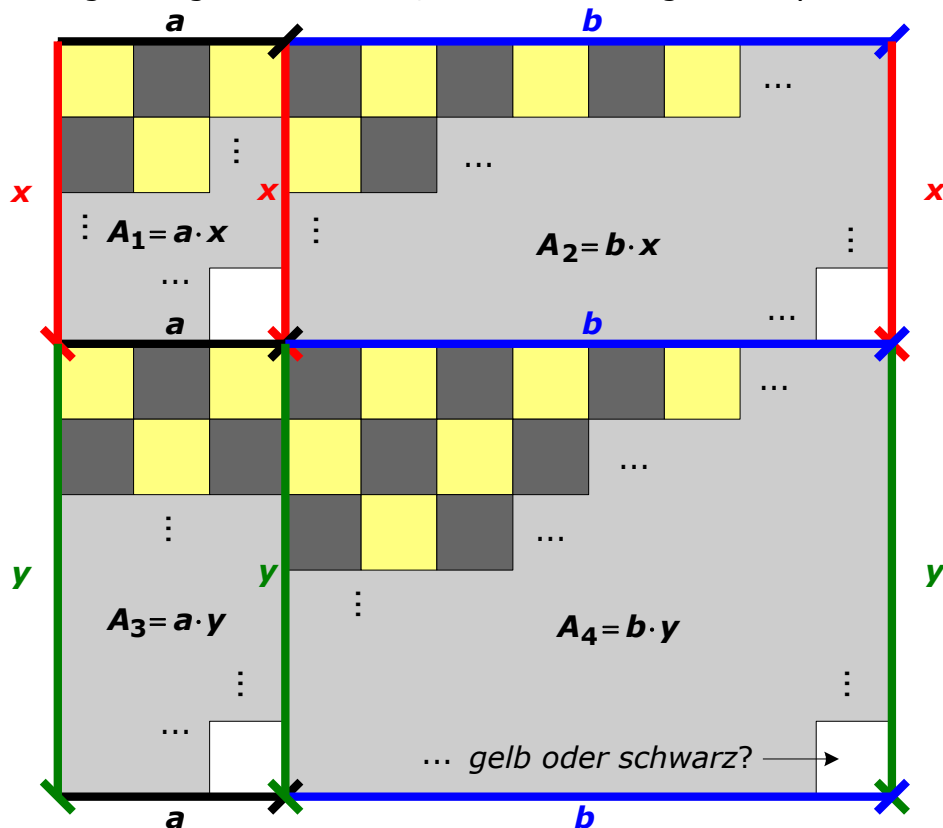 a b
...
...
x x x
A1= a· x A2= b· x
...
...
a b
...
...
...
y y y
A3= a· y A4= b· y
...
... gelb oder schwarz?
a b